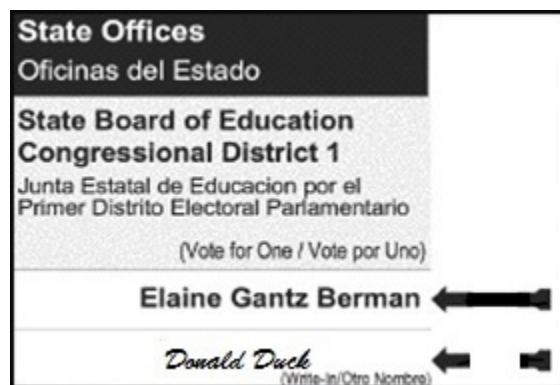 State Offices
Oficinas del Estado
State Board of Education
Congressional District 1
Junta Estatal de Educacion por el
Primer Distrito Electoral Parlamentario
(Vote for One / Vote por Uno)
Elaine Gantz Berman
Donald Duck
(Write-In/Otro Nombre)